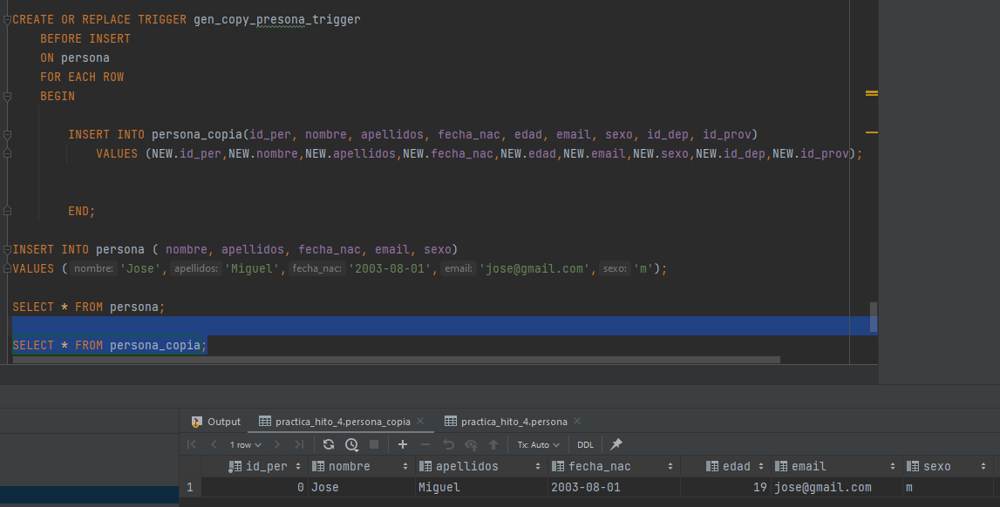 CREATE OR REPLACE TRIGGER gen_copy_presona_trigger
BEFORE INSERT
ON persona
FOR EACH ROW
BEGIN
INSERT INTO persona_copia(id_per, nombre, apellidos, fecha_nac, edad, email, sexo, id_dep, id_prov)
VALUES (NEW.id_per,NEW.nombre,NEW.apellidos,NEW.fecha_nac,NEW.edad,NEW.email,NEW.sexo,NEW.id_dep,NEW.id_prov);
END;
INSERT INTO persona ( nombre, apellidos, fecha_nac, email, sexo)
VALUES ( nombre: 'Jose', apellidos: 'Miguel', fecha_nac: '2003-08-01', email: 'jose@gmail.com', sexo: 'm');
SELECT * FROM persona;
SELECT * FROM persona_copia;
Output practica_hito_4.persona_copia practica_hito_4.persona
1 row Tx: Auto DDL
id_per nombre apellidos fecha_nac edad email sexo
1 0 Jose Miguel 2003-08-01 19 jose@gmail.com m